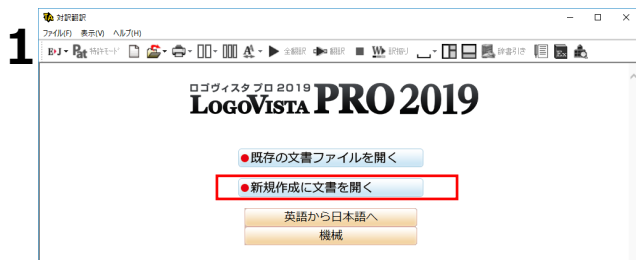 1
対訳翻訳
ファイル(F) 表示(V) ヘルプ(H)
E›J Pat 特許モード 全翻訳 翻訳 訳振り 辞書引き
ロゴヴィスタ プロ 2019
LOGOVISTA PRO 2019
●既存の文書ファイルを開く
●新規作成に文書を開く
英語から日本語へ
機械